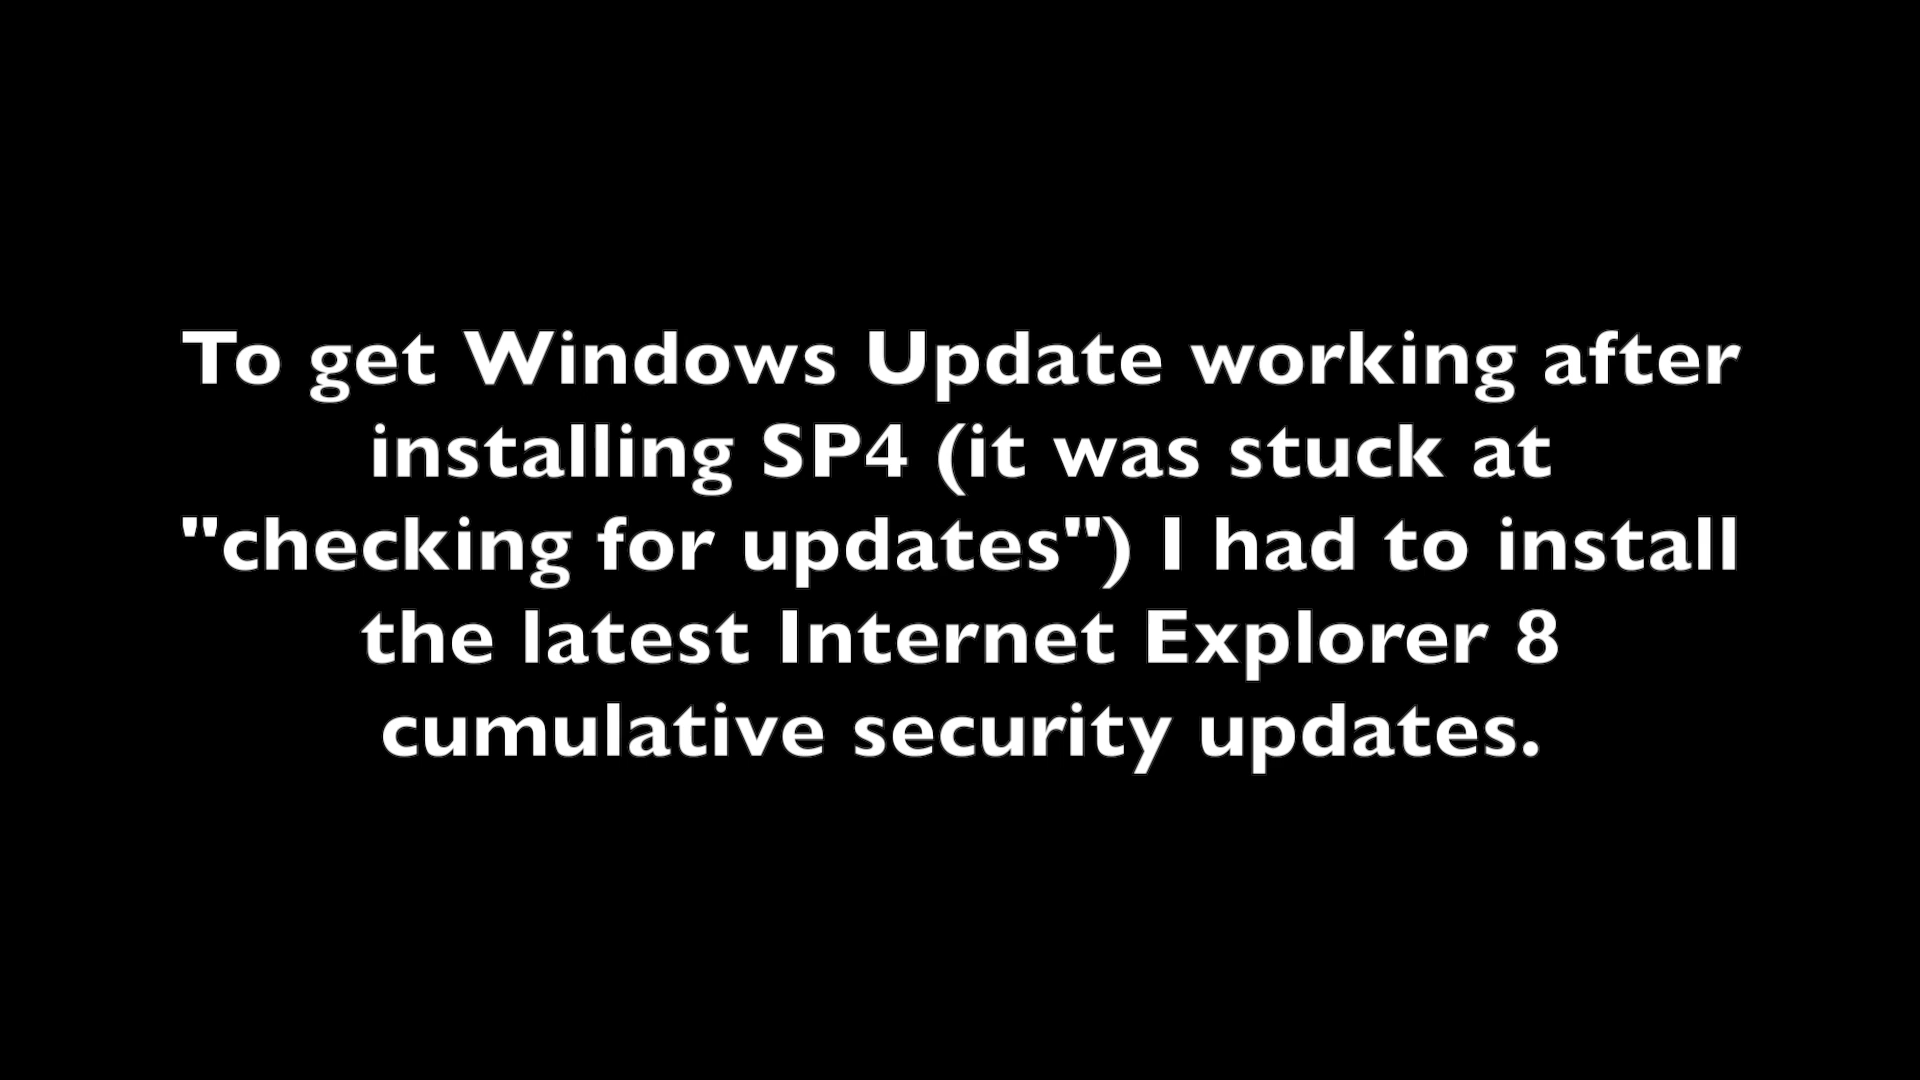 To get Windows Update working after
installing SP4 (it was stuck at
"checking for updates") I had to install
the latest Internet Explorer 8
cumulative security updates.